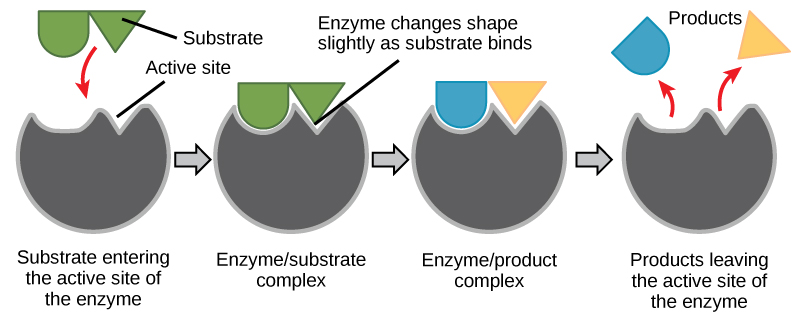 Substrate
Active site
Enzyme changes shape
slightly as substrate binds
Products
Substrate entering
the active site of
the enzyme
Enzyme/substrate
complex
Enzyme/product
complex
Products leaving
the active site of
the enzyme